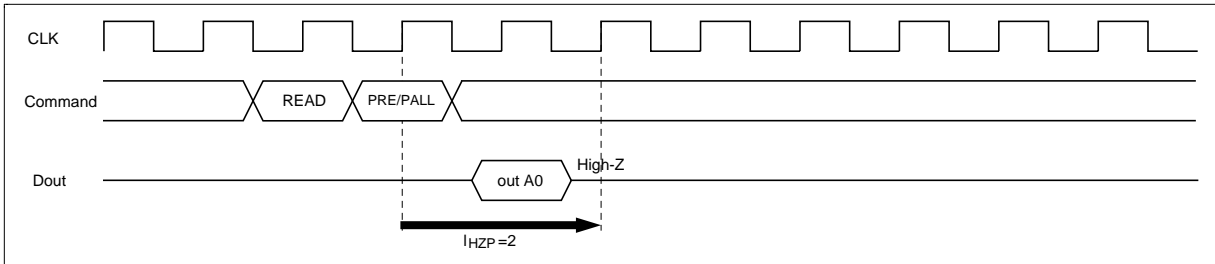 CLK
Command READ PRE/PALL
High-Z
Dout out A0
lHZP=2